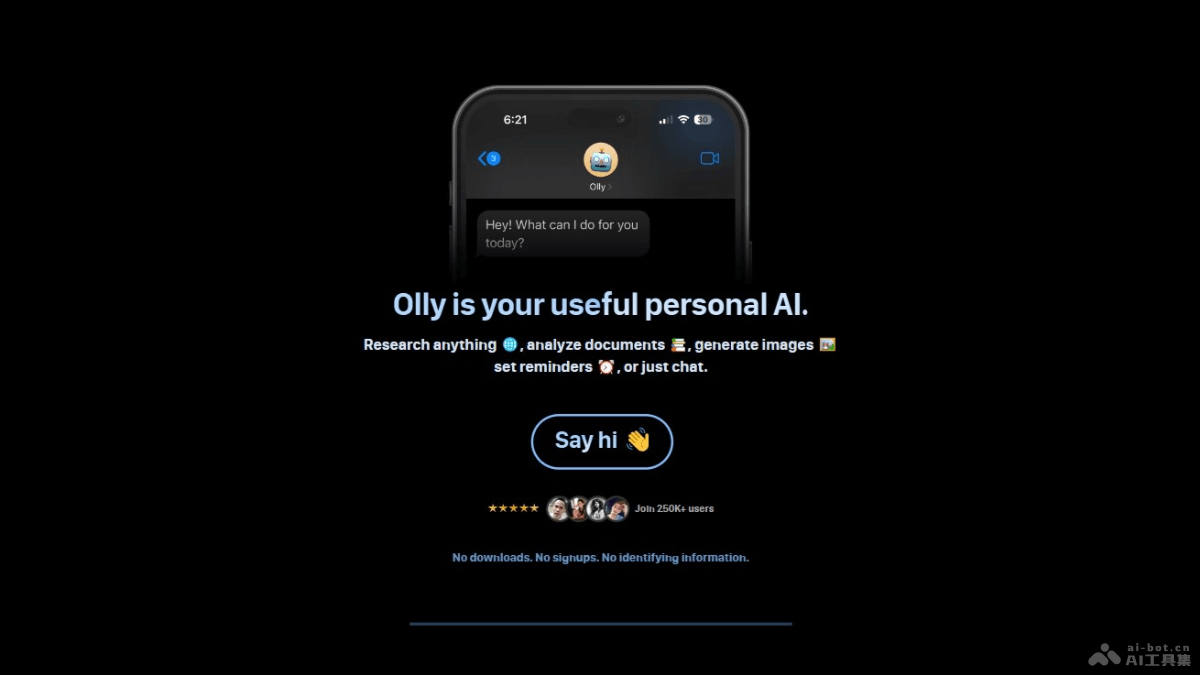 6:21
30
3
Olly
Hey! What can I do for you
today?
Olly is your useful personal AI.
Research anything 🌐, analyze documents 📚, generate images 🖼️
set reminders ⏰, or just chat.
Say hi 👋
★★★★★ Join 250K+ users
No downloads. No signups. No identifying information.
ai-bot.cn
AI工具集